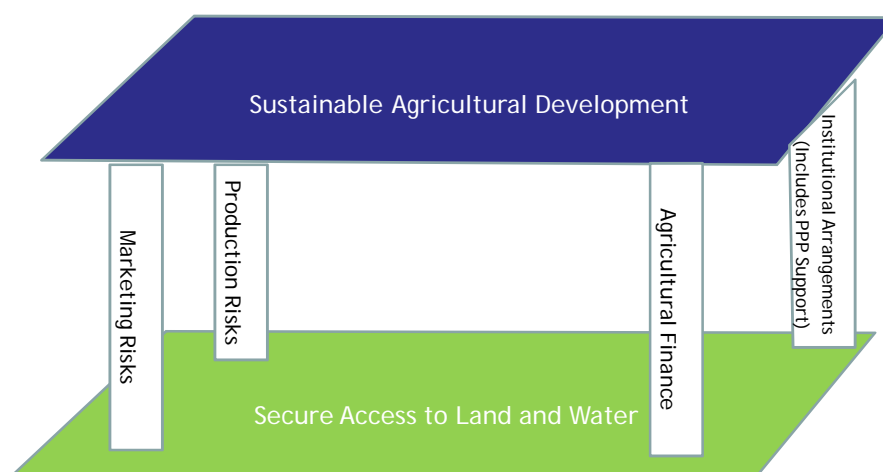 Sustainable Agricultural Development
Marketing Risks
Production Risks
Agricultural Finance
Institutional Arrangements
(Includes PPP Support)
Secure Access to Land and Water